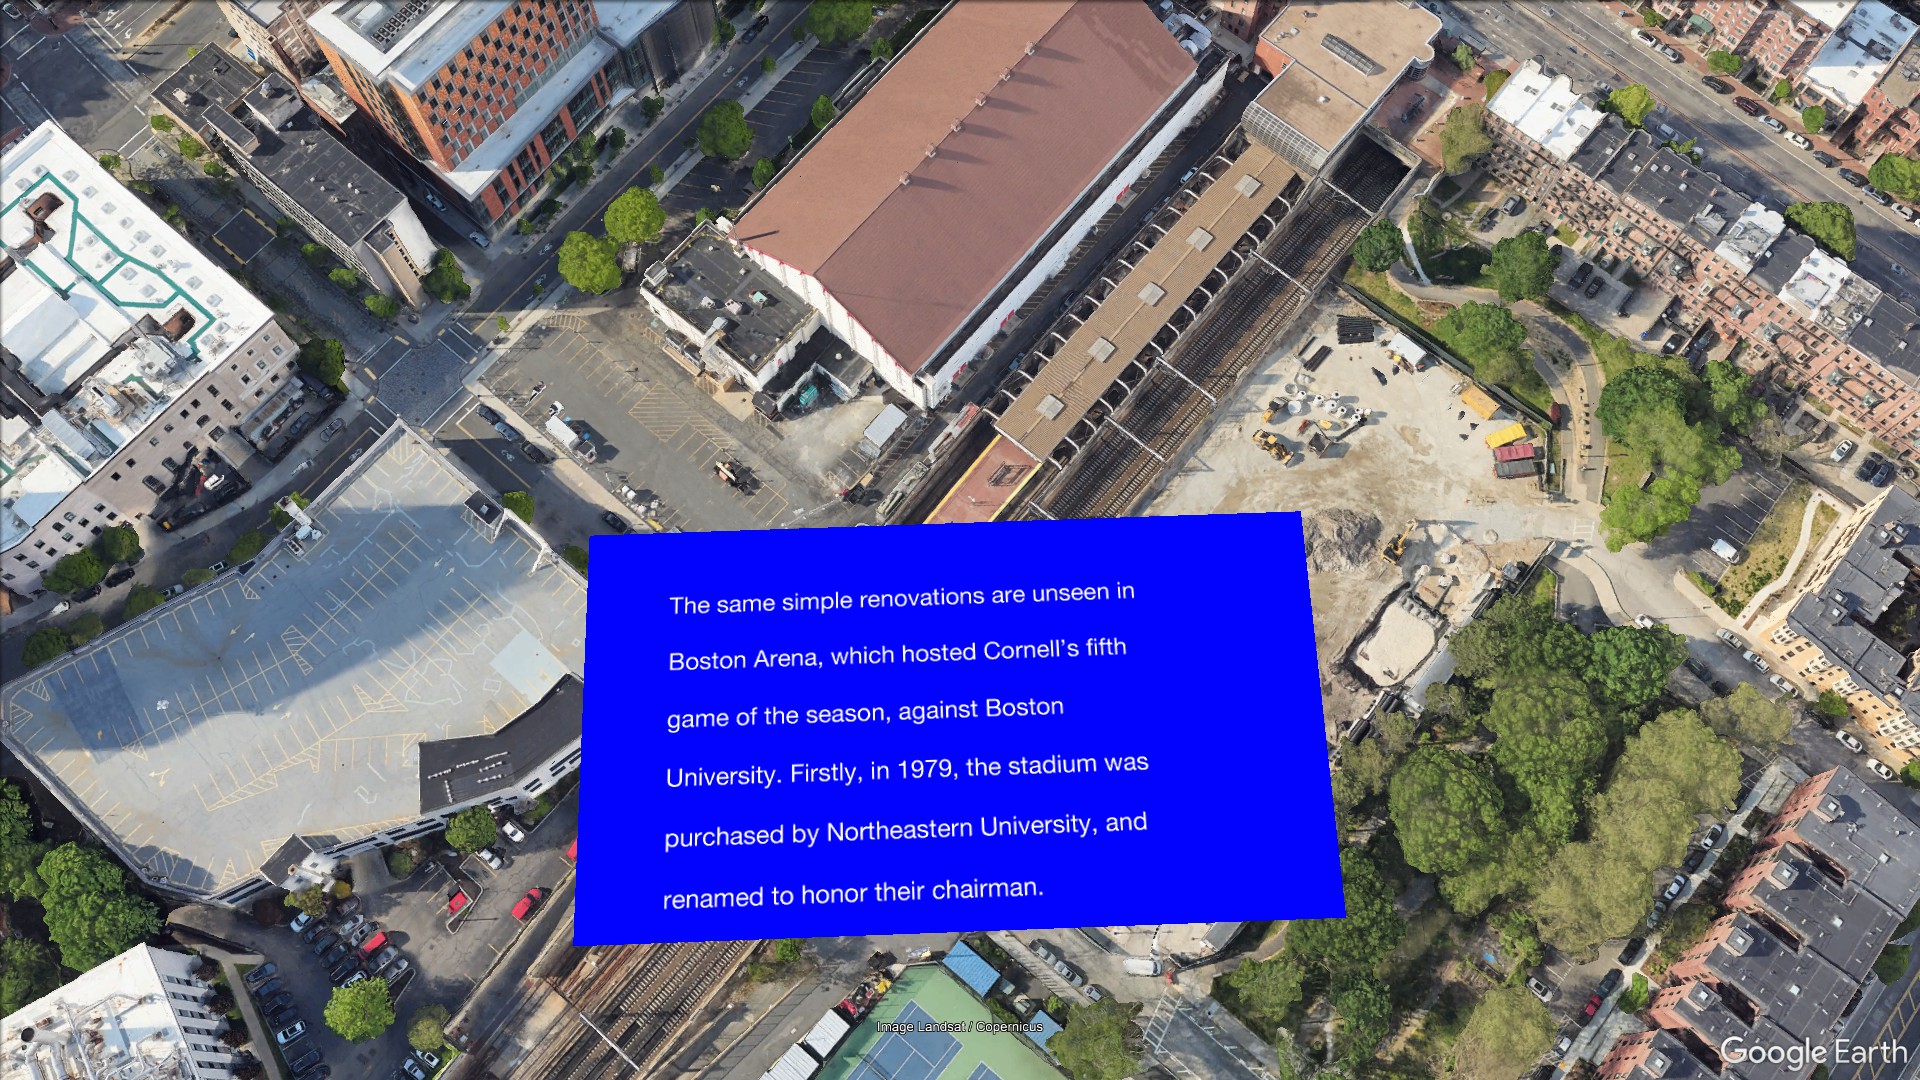 The same simple renovations are unseen in
Boston Arena, which hosted Cornell’s fifth
game of the season, against Boston
University. Firstly, in 1979, the stadium was
purchased by Northeastern University, and
renamed to honor their chairman.
Image Landsat / Copernicus
Google Earth